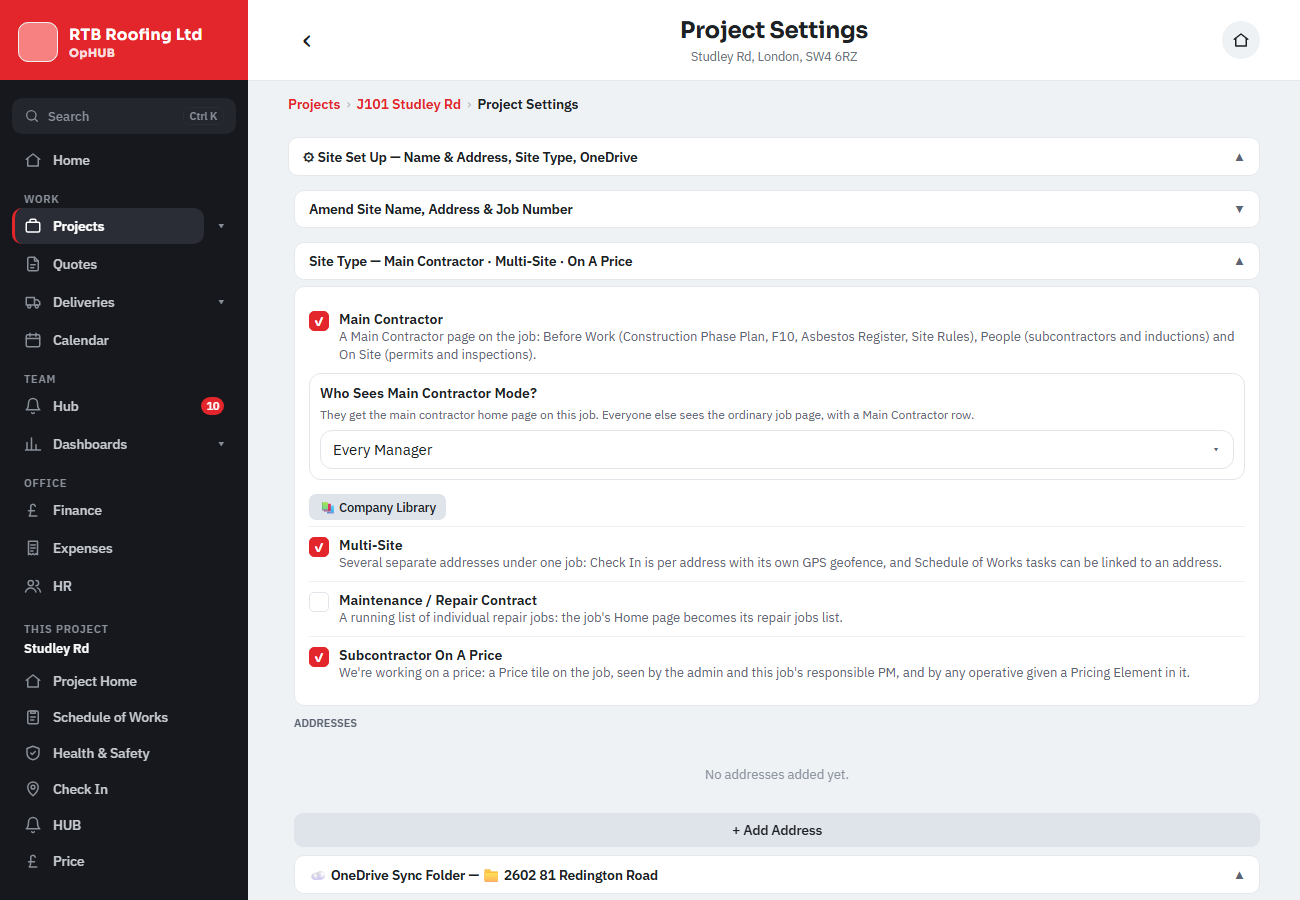 RTB Roofing Ltd
OpHUB
Search Ctrl K
Home
WORK
Projects
Quotes
Deliveries
Calendar
TEAM
Hub 10
Dashboards
OFFICE
Finance
Expenses
HR
THIS PROJECT
Studley Rd
Project Home
Schedule of Works
Health & Safety
Check In
HUB
Price
Project Settings
Studley Rd, London, SW4 6RZ
Projects › J101 Studley Rd › Project Settings
⚙ Site Set Up — Name & Address, Site Type, OneDrive
Amend Site Name, Address & Job Number
Site Type — Main Contractor · Multi-Site · On A Price
Main Contractor
A Main Contractor page on the job: Before Work (Construction Phase Plan, F10, Asbestos Register, Site Rules), People (subcontractors and inductions) and
On Site (permits and inspections).
Who Sees Main Contractor Mode?
They get the main contractor home page on this job. Everyone else sees the ordinary job page, with a Main Contractor row.
Every Manager
Company Library
Multi-Site
Several separate addresses under one job: Check In is per address with its own GPS geofence, and Schedule of Works tasks can be linked to an address.
Maintenance / Repair Contract
A running list of individual repair jobs: the job's Home page becomes its repair jobs list.
Subcontractor On A Price
We're working on a price: a Price tile on the job, seen by the admin and this job's responsible PM, and by any operative given a Pricing Element in it.
ADDRESSES
No addresses added yet.
+ Add Address
OneDrive Sync Folder — 2602 81 Redington Road